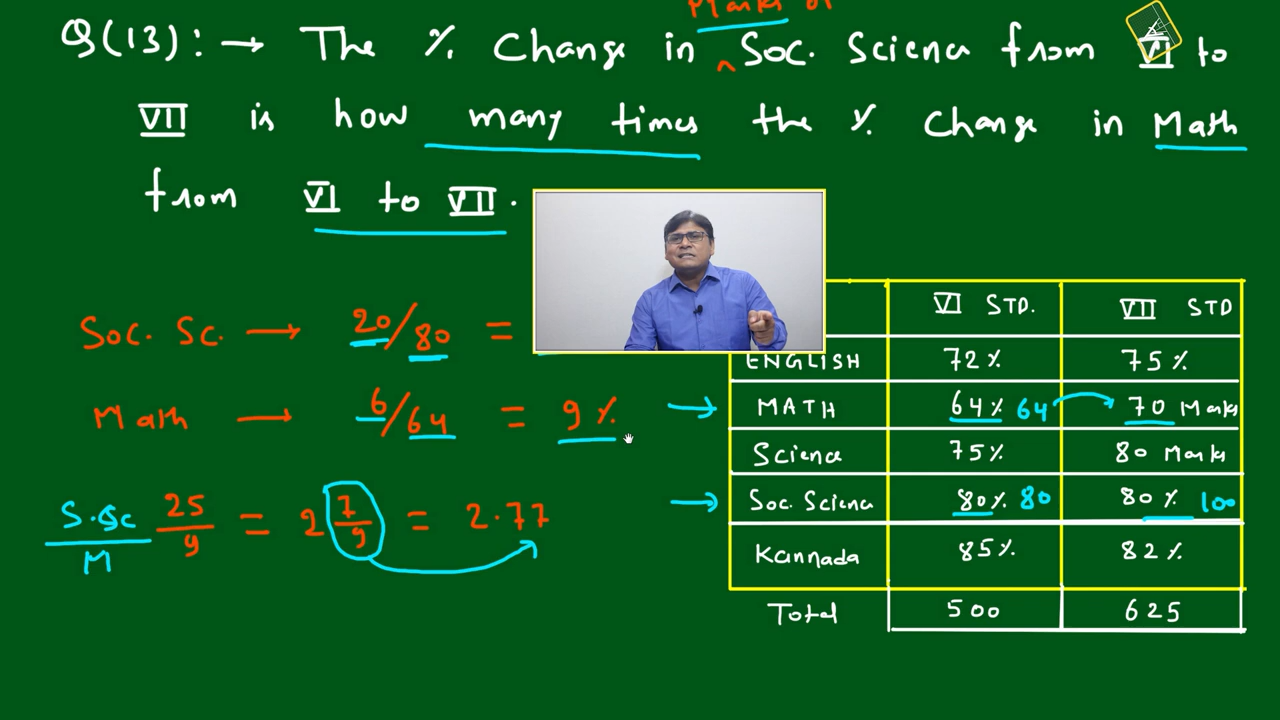 Marks of
Q(13): → The % Change in ^ Soc. Scienc from VI to
VII is how many times the % Change in Math
from VI to VII.
Soc. Sc. → 20/80 =
Math → 6/64 = 9%
S.Sc/M 25/9 = 2 7/9 = 2.77
VI STD. VII STD
ENGLISH 72% 75%
MATH 64% 64 70 Marks
Science 75% 80 Marks
Soc. Scienc 80% 80 80% 100
Kannada 85% 82%
Total 500 625